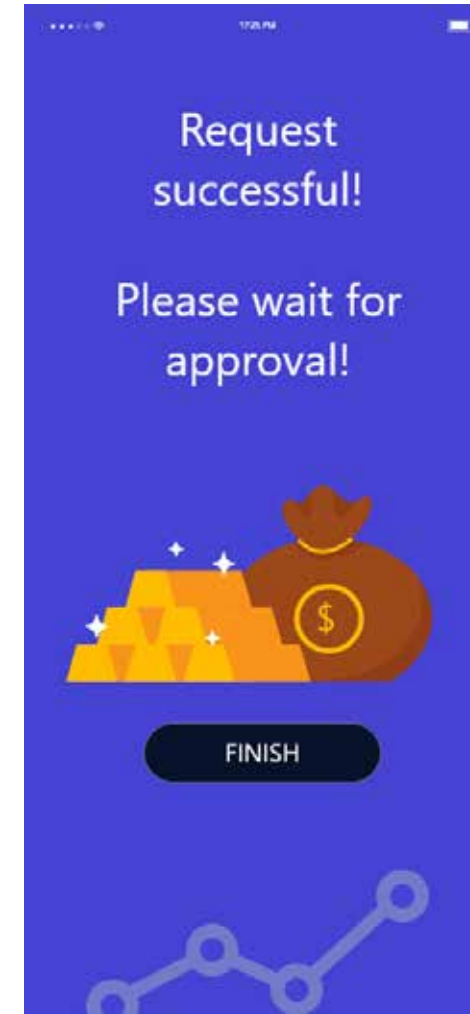 Request
successful!
Please wait for
approval!
$
FINISH